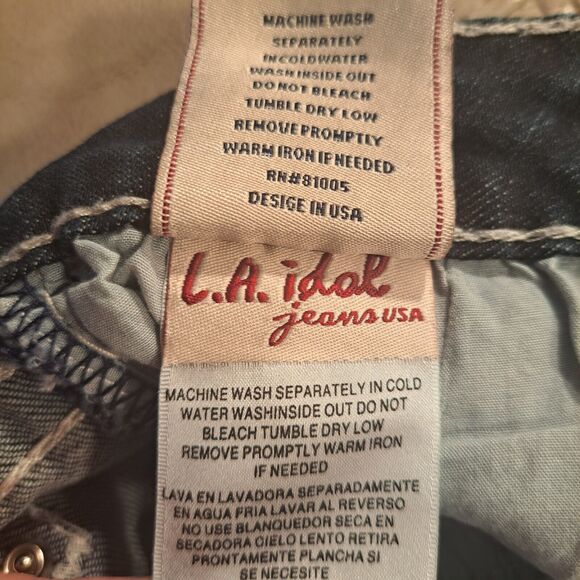 MACHINE WASH
SEPARATELY
IN COLD WATER
WASH INSIDE OUT
DO NOT BLEACH
TUMBLE DRY LOW
REMOVE PROMPTLY
WARM IRON IF NEEDED
RN#81005
DESIGE IN USA
L.A. idol
jeans USA
MACHINE WASH SEPARATELY IN COLD
WATER WASHINSIDE OUT DO NOT
BLEACH TUMBLE DRY LOW
REMOVE PROMPTLY WARM IRON
IF NEEDED
LAVA EN LAVADORA SEPARADAMENTE
EN AGUA FRIA LAVAR AL REVERSO
NO USE BLANQUEDOR SECA EN
SECADORA CIELO LENTO RETIRA
PRONTAMENTE PLANCHA SI
SE NECESITE